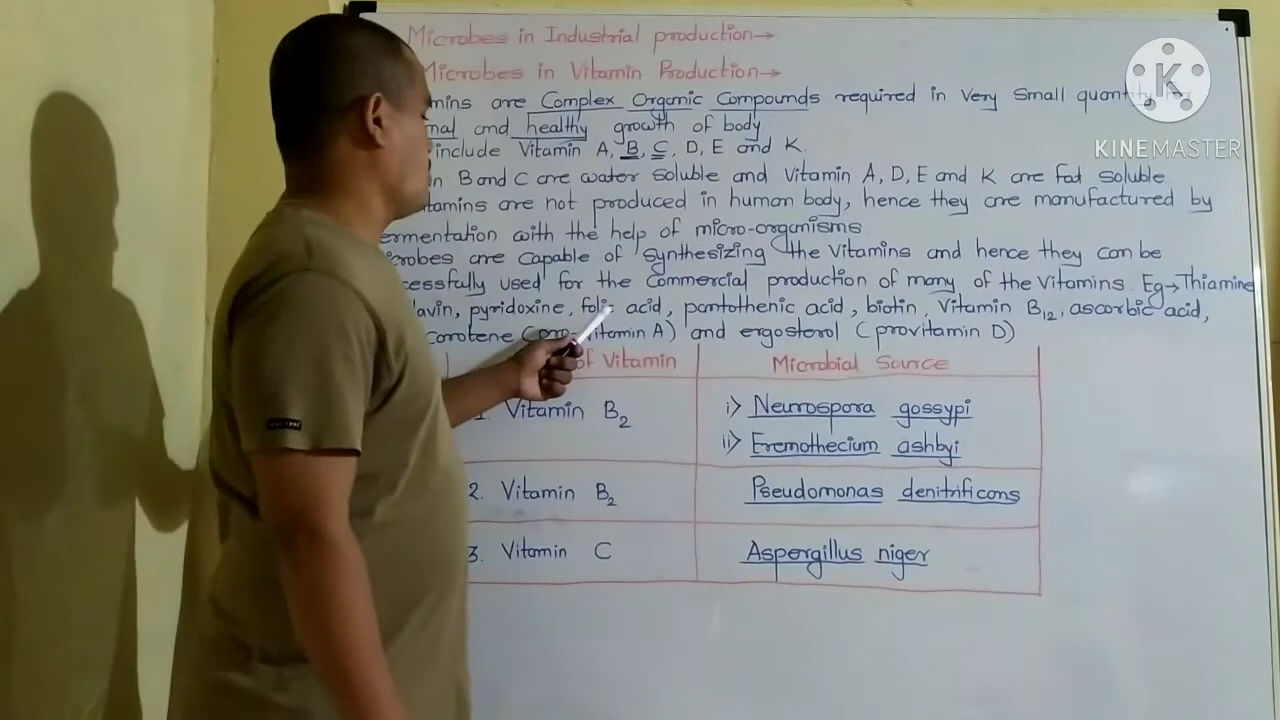 Microbes in Industrial production→
Microbes in Vitamin Production→
are Complex Organic Compounds required in very small quantity
and healthy growth of body
include Vitamin A, B, C, D, E and K.
B and C are water soluble and Vitamin A, D, E and K are fat soluble
are not produced in human body, hence they are manufactured by
ermentation with the help of micro-organisms
are capable of synthesizing the vitamins and hence they can be
cessfully used for the commercial production of many of the Vitamins. Eg→Thiamine
avin, pyridoxine, folic acid, pantothenic acid, biotin, Vitamin B12, ascorbic acid,
carotene (pro-vitamin A) and ergosterol (provitamin D)
of Vitamin Microbial Source
1 Vitamin B2 i) Neurospora gossypi
ii) Eremothecium ashbyi
2. Vitamin B2 Pseudomonas denitrificans
3. Vitamin C Aspergillus niger
K
KINEMASTER